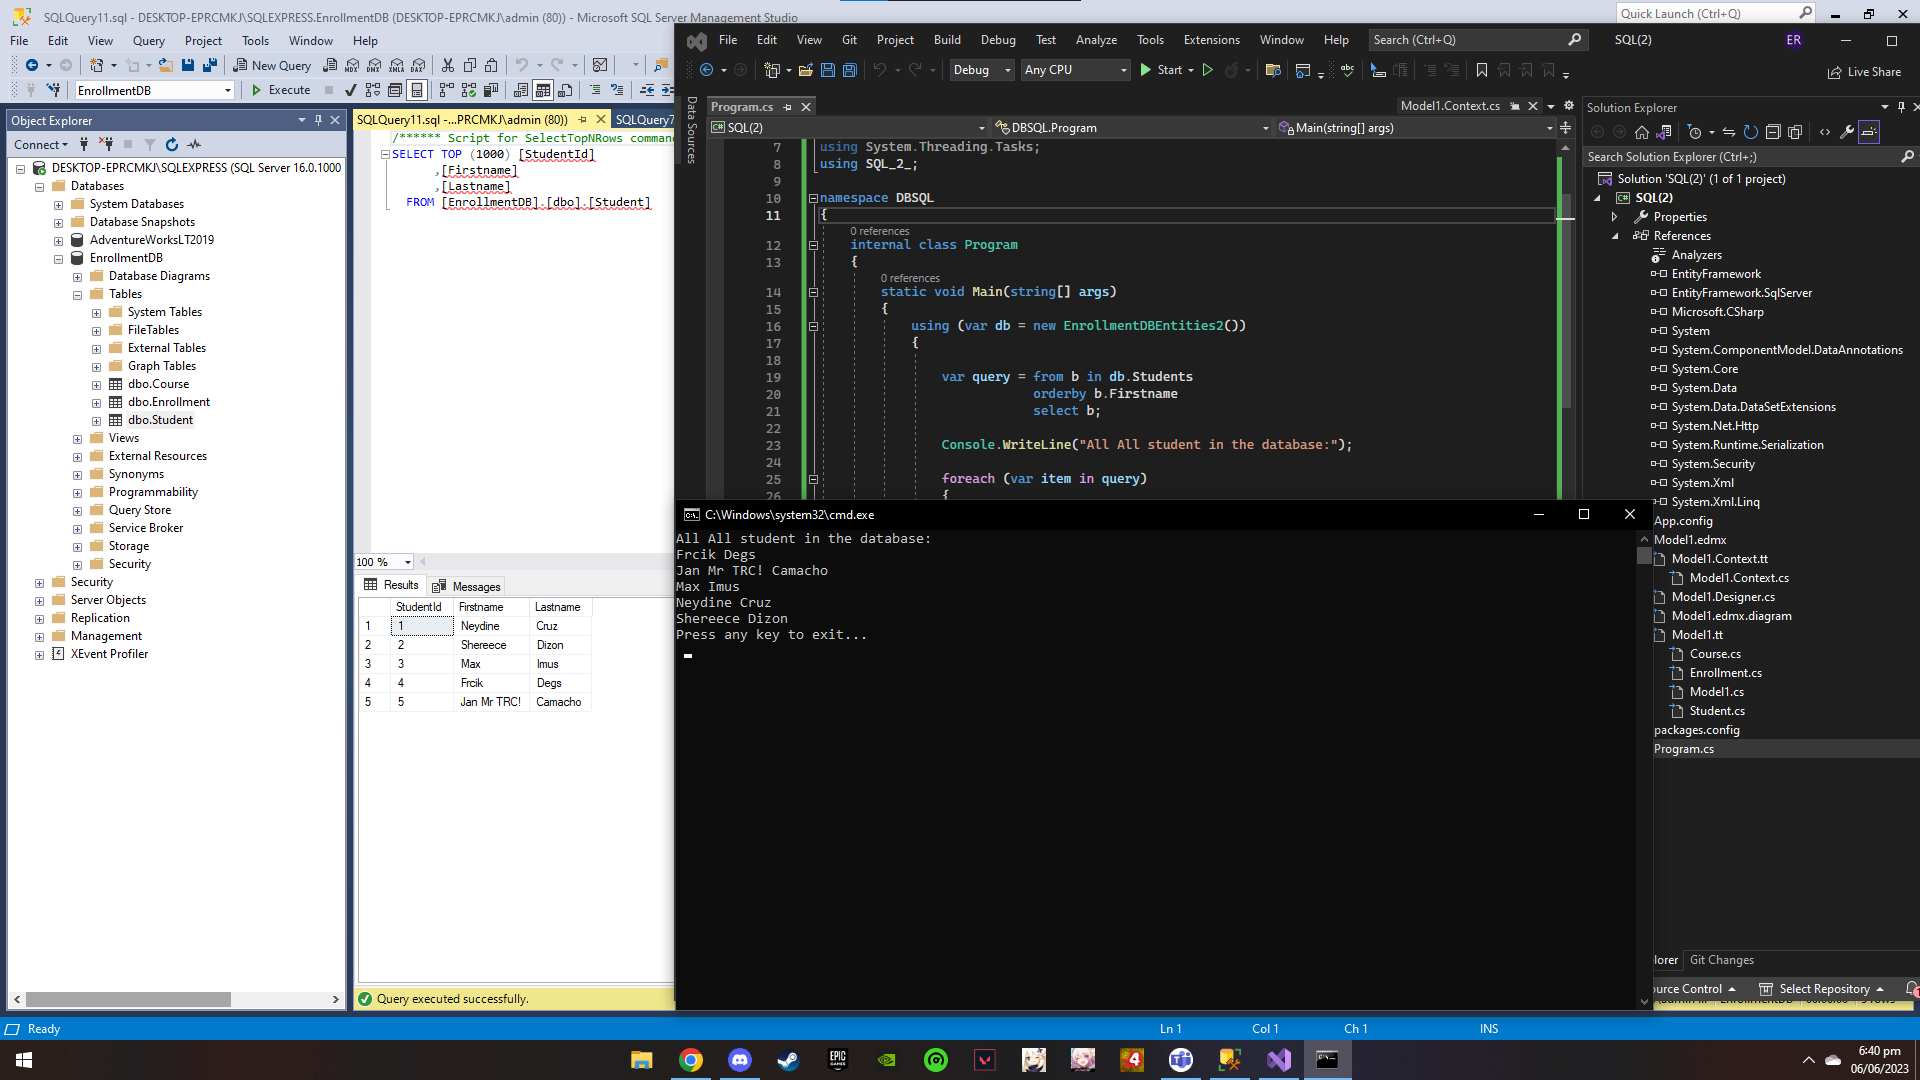 SQLQuery11.sql - DESKTOP-EPRCMKJ\SQLEXPRESS.EnrollmentDB (DESKTOP-EPRCMKJ\admin (80)) - Microsoft SQL Server Management Studio
Quick Launch (Ctrl+Q)
File Edit View Query Project Tools Window Help
New Query
EnrollmentDB
Execute
Object Explorer
Connect
DESKTOP-EPRCMKJ\SQLEXPRESS (SQL Server 16.0.1000
Databases
System Databases
Database Snapshots
AdventureWorksLT2019
EnrollmentDB
Database Diagrams
Tables
System Tables
FileTables
External Tables
Graph Tables
dbo.Course
dbo.Enrollment
dbo.Student
Views
External Resources
Synonyms
Programmability
Query Store
Service Broker
Storage
Security
Security
Server Objects
Replication
Management
XEvent Profiler
SQLQuery11.sql -...PRCMKJ\admin (80))
SQLQuery7
/****** Script for SelectTopNRows comman
SELECT TOP (1000) [StudentId]
,[Firstname]
,[Lastname]
FROM [EnrollmentDB].[dbo].[Student]
100 %
Results Messages
StudentId Firstname Lastname
1 1 Neydine Cruz
2 2 Shereece Dizon
3 3 Max Imus
4 4 Frcik Degs
5 5 Jan Mr TRC! Camacho
Query executed successfully.
File Edit View Git Project Build Debug Test Analyze Tools Extensions Window Help
Search (Ctrl+Q)
SQL(2)
ER
Debug
Any CPU
Start
Live Share
Data Sources
Program.cs
Model1.Context.cs
SQL(2)
DBSQL.Program
Main(string[] args)
7 using System.Threading.Tasks;
8 using SQL_2_;
9
10 namespace DBSQL
11 {
0 references
12 internal class Program
13 {
0 references
14 static void Main(string[] args)
15 {
16 using (var db = new EnrollmentDBEntities2())
17 {
18
19 var query = from b in db.Students
20 orderby b.Firstname
21 select b;
22
23 Console.WriteLine("All All student in the database:");
24
25 foreach (var item in query)
26 {
C:\Windows\system32\cmd.exe
All All student in the database:
Frcik Degs
Jan Mr TRC! Camacho
Max Imus
Neydine Cruz
Shereece Dizon
Press any key to exit...
Solution Explorer
Search Solution Explorer (Ctrl+;)
Solution 'SQL(2)' (1 of 1 project)
SQL(2)
Properties
References
Analyzers
EntityFramework
EntityFramework.SqlServer
Microsoft.CSharp
System
System.ComponentModel.DataAnnotations
System.Core
System.Data
System.Data.DataSetExtensions
System.Net.Http
System.Runtime.Serialization
System.Security
System.Xml
System.Xml.Linq
App.config
Model1.edmx
Model1.Context.tt
Model1.Context.cs
Model1.Designer.cs
Model1.edmx.diagram
Model1.tt
Course.cs
Enrollment.cs
Model1.cs
Student.cs
packages.config
Program.cs
lorer Git Changes
ource Control
Select Repository
Ready
Ln 1 Col 1 Ch 1 INS
6:40 pm
06/06/2023